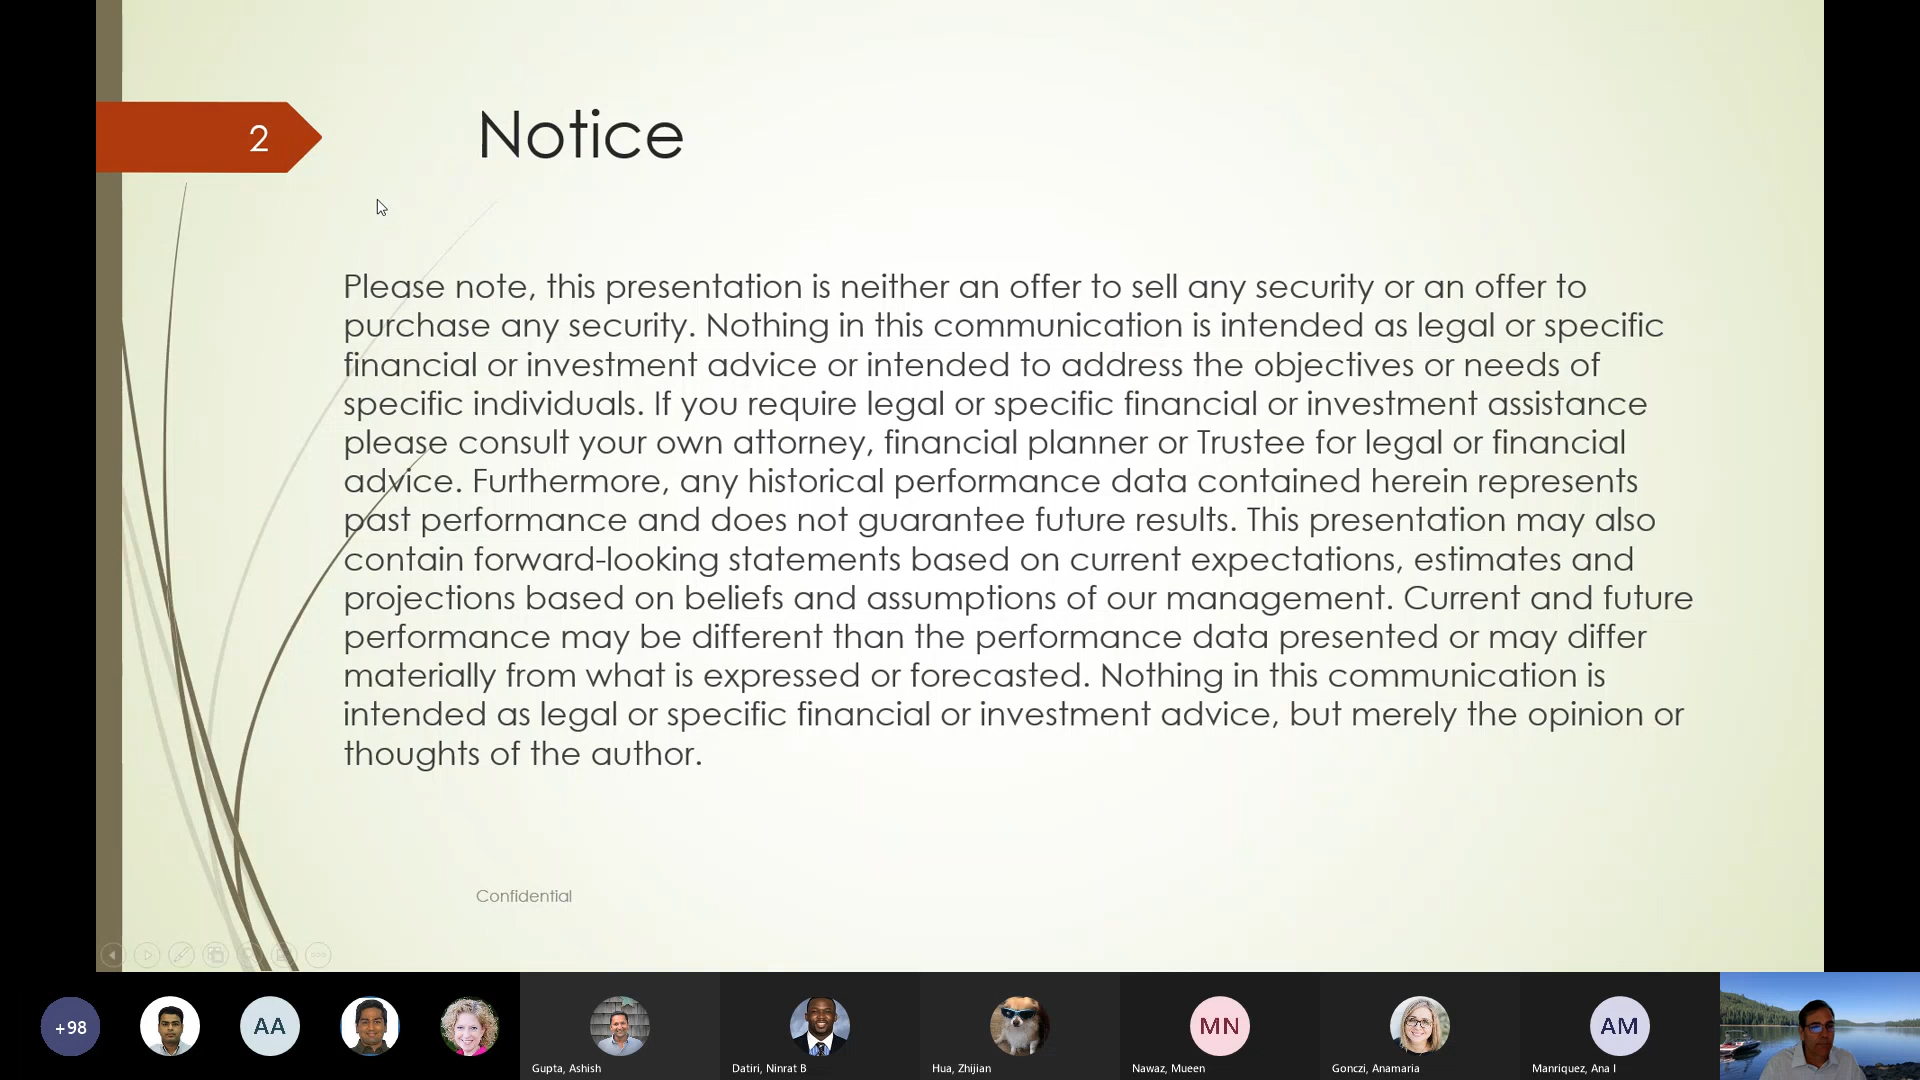 2
Notice
Please note, this presentation is neither an offer to sell any security or an offer to
purchase any security. Nothing in this communication is intended as legal or specific
financial or investment advice or intended to address the objectives or needs of
specific individuals. If you require legal or specific financial or investment assistance
please consult your own attorney, financial planner or Trustee for legal or financial
advice. Furthermore, any historical performance data contained herein represents
past performance and does not guarantee future results. This presentation may also
contain forward-looking statements based on current expectations, estimates and
projections based on beliefs and assumptions of our management. Current and future
performance may be different than the performance data presented or may differ
materially from what is expressed or forecasted. Nothing in this communication is
intended as legal or specific financial or investment advice, but merely the opinion or
thoughts of the author.
Confidential
+98
AA
MN
AM
Gupta, Ashish
Datiri, Ninrat B
Hua, Zhijian
Nawaz, Mueen
Gonczi, Anamaria
Manriquez, Ana I